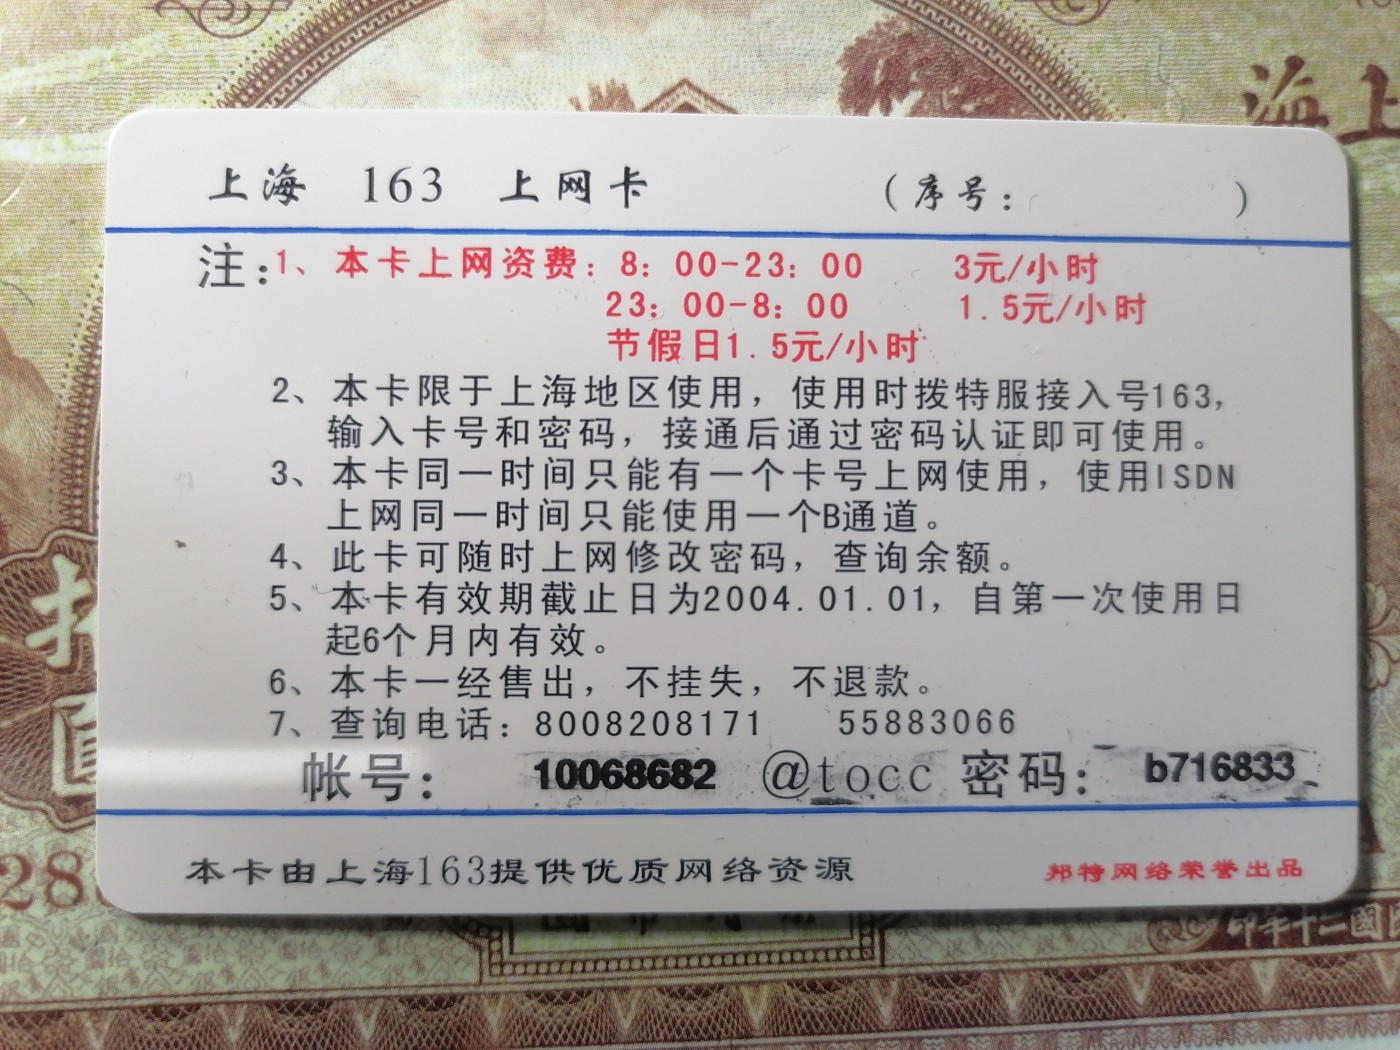 上海 163 上网卡 (序号: )
注:1、本卡上网资费:8:00-23:00 3元/小时
23:00-8:00 1.5元/小时
节假日1.5元/小时
2、本卡限于上海地区使用,使用时拨特服接入号163,
输入卡号和密码,接通后通过密码认证即可使用。
3、本卡同一时间只能有一个卡号上网使用,使用ISDN
上网同一时间只能使用一个B通道。
4、此卡可随时上网修改密码,查询余额。
5、本卡有效期截止日为2004.01.01,自第一次使用日
起6个月内有效。
6、本卡一经售出,不挂失,不退款。
7、查询电话:8008208171 55883066
帐号: 10068682 @tocc 密码: b716833
本卡由上海163提供优质网络资源
邦特网络荣誉出品
海上
28
印年二十國